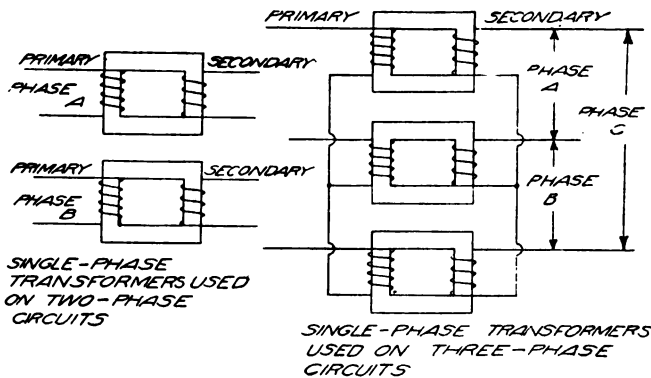 PRIMARY
SECONDARY
PHASE
A
PRIMARY
SECONDARY
PHASE
B
SINGLE-PHASE
TRANSFORMERS USED
ON TWO-PHASE
CIRCUITS
PRIMARY
SECONDARY
PHASE
A
PHASE
C
PHASE
B
SINGLE-PHASE TRANSFORMERS
USED ON THREE-PHASE
CIRCUITS